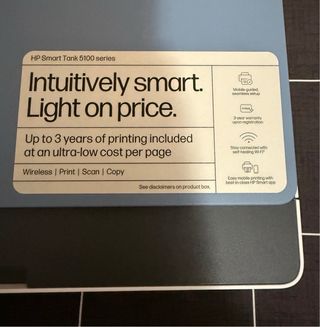 HP Smart Tank 5100 series
Intuitively smart.
Light on price.
Up to 3 years of printing included
at an ultra-low cost per page
Wireless | Print | Scan | Copy
Mobile guided,
seamless setup
3-year warranty
upon registration
Stay connected with
self-healing Wi-Fi
Easy mobile printing with
best-in-class HP Smart app
See disclaimers on product box.